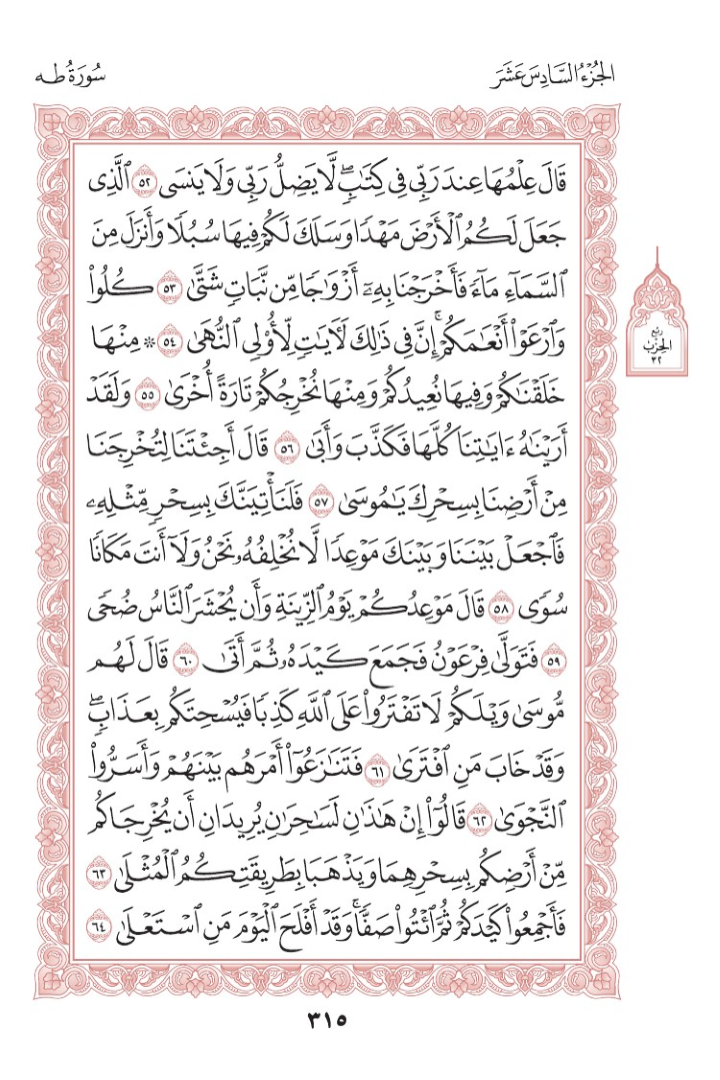 الجُزْءُ السَّادِسَ عَشَرَ
سُورَةُ طه
قَالَ عِلْمُهَا عِندَ رَبِّي فِي كِتَٰبٍۖ لَّا يَضِلُّ رَبِّي وَلَا يَنسَى ٥٢ ٱلَّذِي
جَعَلَ لَكُمُ ٱلْأَرْضَ مَهْدًا وَسَلَكَ لَكُمْ فِيهَا سُبُلًا وَأَنزَلَ مِنَ
ٱلسَّمَآءِ مَآءً فَأَخْرَجْنَا بِهِۦٓ أَزْوَٰجًا مِّن نَّبَاتٍ شَتَّىٰ ٥٣ كُلُوا۟
وَٱرْعَوْا۟ أَنْعَٰمَكُمْۗ إِنَّ فِي ذَٰلِكَ لَـَٔايَٰتٍ لِّأُو۟لِي ٱلنُّهَىٰ ٥٤ ۞ مِنْهَا
خَلَقْنَٰكُمْ وَفِيهَا نُعِيدُكُمْ وَمِنْهَا نُخْرِجُكُمْ تَارَةً أُخْرَىٰ ٥٥ وَلَقَدْ
أَرَيْنَٰهُ ءَايَٰتِنَا كُلَّهَا فَكَذَّبَ وَأَبَىٰ ٥٦ قَالَ أَجِئْتَنَا لِتُخْرِجَنَا
مِنْ أَرْضِنَا بِسِحْرِكَ يَٰمُوسَىٰ ٥٧ فَلَنَأْتِيَنَّكَ بِسِحْرٍ مِّثْلِهِۦ
فَٱجْعَلْ بَيْنَنَا وَبَيْنَكَ مَوْعِدًا لَّا نُخْلِفُهُۥ نَحْنُ وَلَآ أَنتَ مَكَانًا
سُوًى ٥٨ قَالَ مَوْعِدُكُمْ يَوْمُ ٱلزِّينَةِ وَأَن يُحْشَرَ ٱلنَّاسُ ضُحًى
٥٩ فَتَوَلَّىٰ فِرْعَوْنُ فَجَمَعَ كَيْدَهُۥ ثُمَّ أَتَىٰ ٦٠ قَالَ لَهُم
مُّوسَىٰ وَيْلَكُمْ لَا تَفْتَرُوا۟ عَلَى ٱللَّهِ كَذِبًا فَيُسْحِتَكُم بِعَذَابٍۖ
وَقَدْ خَابَ مَنِ ٱفْتَرَىٰ ٦١ فَتَنَٰزَعُوٓا۟ أَمْرَهُم بَيْنَهُمْ وَأَسَرُّوا۟
ٱلنَّجْوَىٰ ٦٢ قَالُوٓا۟ إِنْ هَٰذَٰنِ لَسَٰحِرَٰنِ يُرِيدَانِ أَن يُخْرِجَاكُم
مِّنْ أَرْضِكُم بِسِحْرِهِمَا وَيَذْهَبَا بِطَرِيقَتِكُمُ ٱلْمُثْلَىٰ ٦٣
فَأَجْمِعُوا۟ كَيْدَكُمْ ثُمَّ ٱئْتُوا۟ صَفًّاۚ وَقَدْ أَفْلَحَ ٱلْيَوْمَ مَنِ ٱسْتَعْلَىٰ ٦٤
ربع
الحِزْب
٣٢
٣١٥